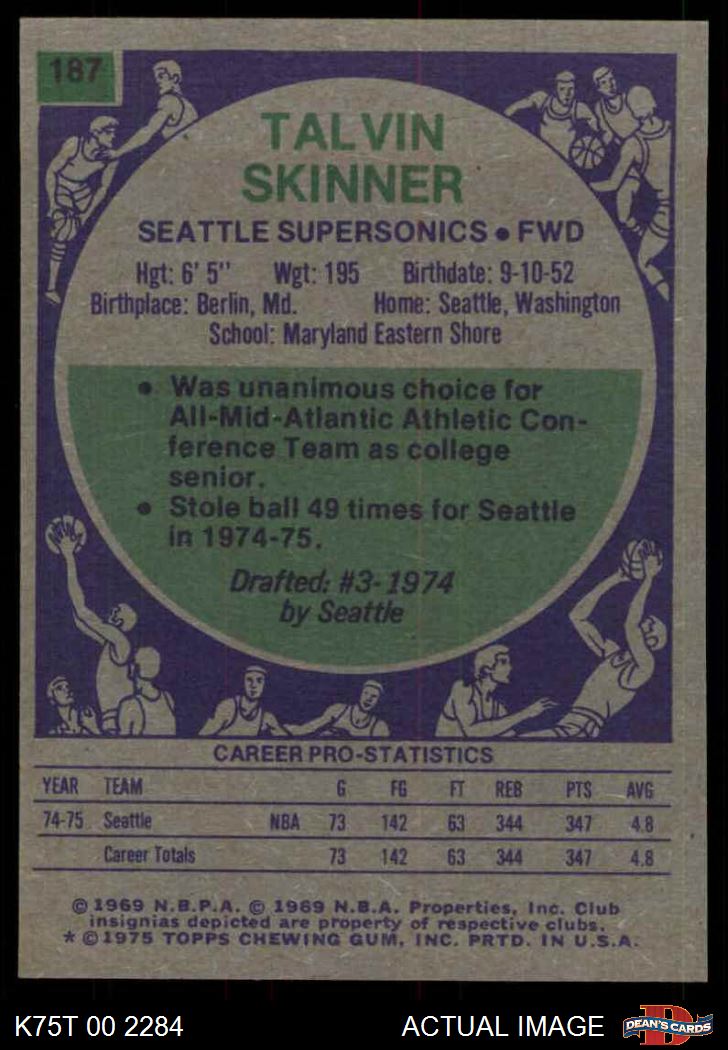 187
TALVIN
SKINNER
SEATTLE SUPERSONICS • FWD
Hgt: 6' 5" Wgt: 195 Birthdate: 9-10-52
Birthplace: Berlin, Md. Home: Seattle, Washington
School: Maryland Eastern Shore
• Was unanimous choice for
All-Mid-Atlantic Athletic Con-
ference Team as college
senior.
• Stole ball 49 times for Seattle
in 1974-75.
Drafted: #3-1974
by Seattle
CAREER PRO-STATISTICS
YEAR TEAM G FG FT REB PTS AVG
74-75 Seattle NBA 73 142 63 344 347 4.8
Career Totals 73 142 63 344 347 4.8
© 1969 N.B.P.A. © 1969 N.B.A. Properties, Inc. Club
insignias depicted are property of respective clubs.
* © 1975 TOPPS CHEWING GUM, INC. PRTD. IN U.S.A.
K75T 00 2284 ACTUAL IMAGE D DEAN'S CARDS